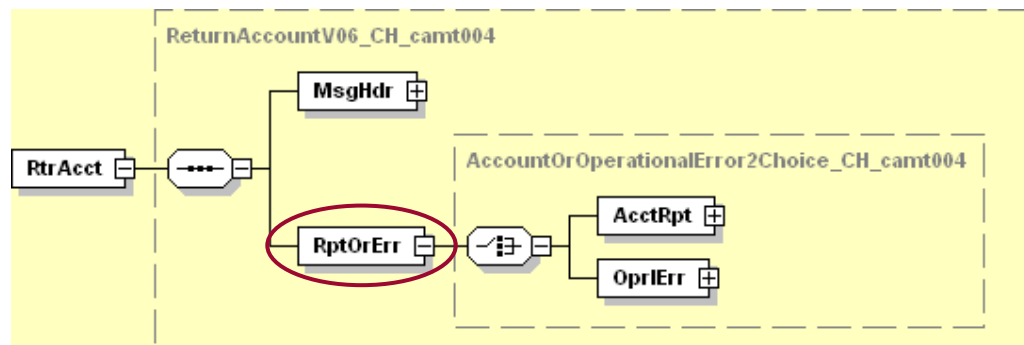 ReturnAccountV06_CH_camt004
MsgHdr
RtrAcct
AccountOrOperationalError2Choice_CH_camt004
AcctRpt
RptOrErr
OprlErr